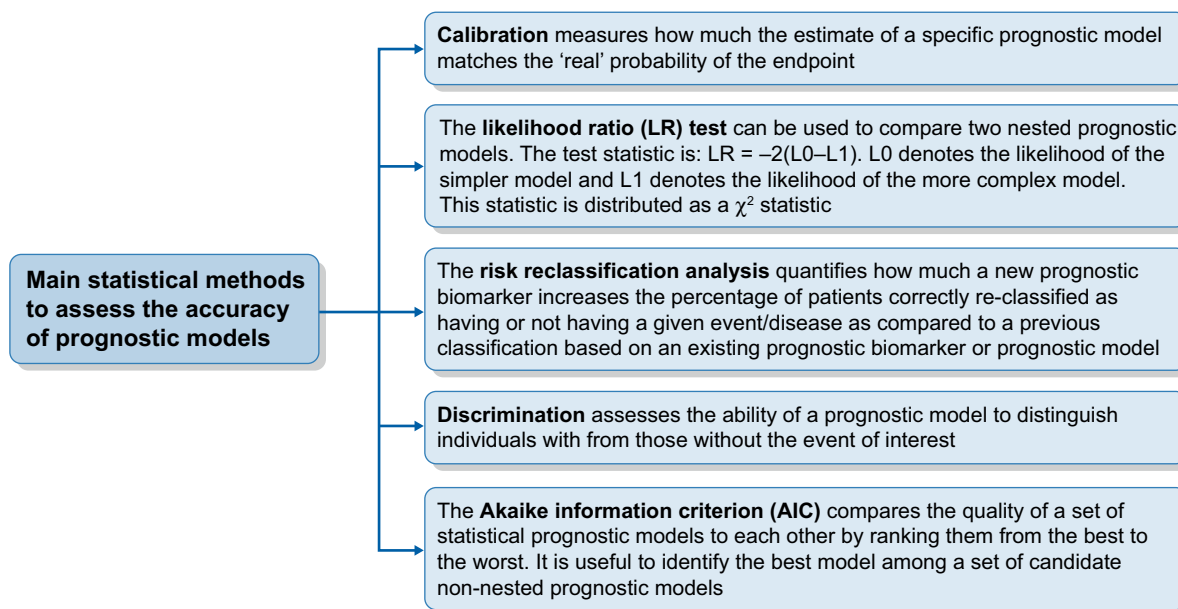 Calibration measures how much the estimate of a specific prognostic model
matches the ‘real’ probability of the endpoint
The likelihood ratio (LR) test can be used to compare two nested prognostic
models. The test statistic is: LR = –2(L0–L1). L0 denotes the likelihood of the
simpler model and L1 denotes the likelihood of the more complex model.
This statistic is distributed as a χ² statistic
Main statistical methods
to assess the accuracy
of prognostic models
The risk reclassification analysis quantifies how much a new prognostic
biomarker increases the percentage of patients correctly re-classified as
having or not having a given event/disease as compared to a previous
classification based on an existing prognostic biomarker or prognostic model
Discrimination assesses the ability of a prognostic model to distinguish
individuals with from those without the event of interest
The Akaike information criterion (AIC) compares the quality of a set of
statistical prognostic models to each other by ranking them from the best to
the worst. It is useful to identify the best model among a set of candidate
non-nested prognostic models